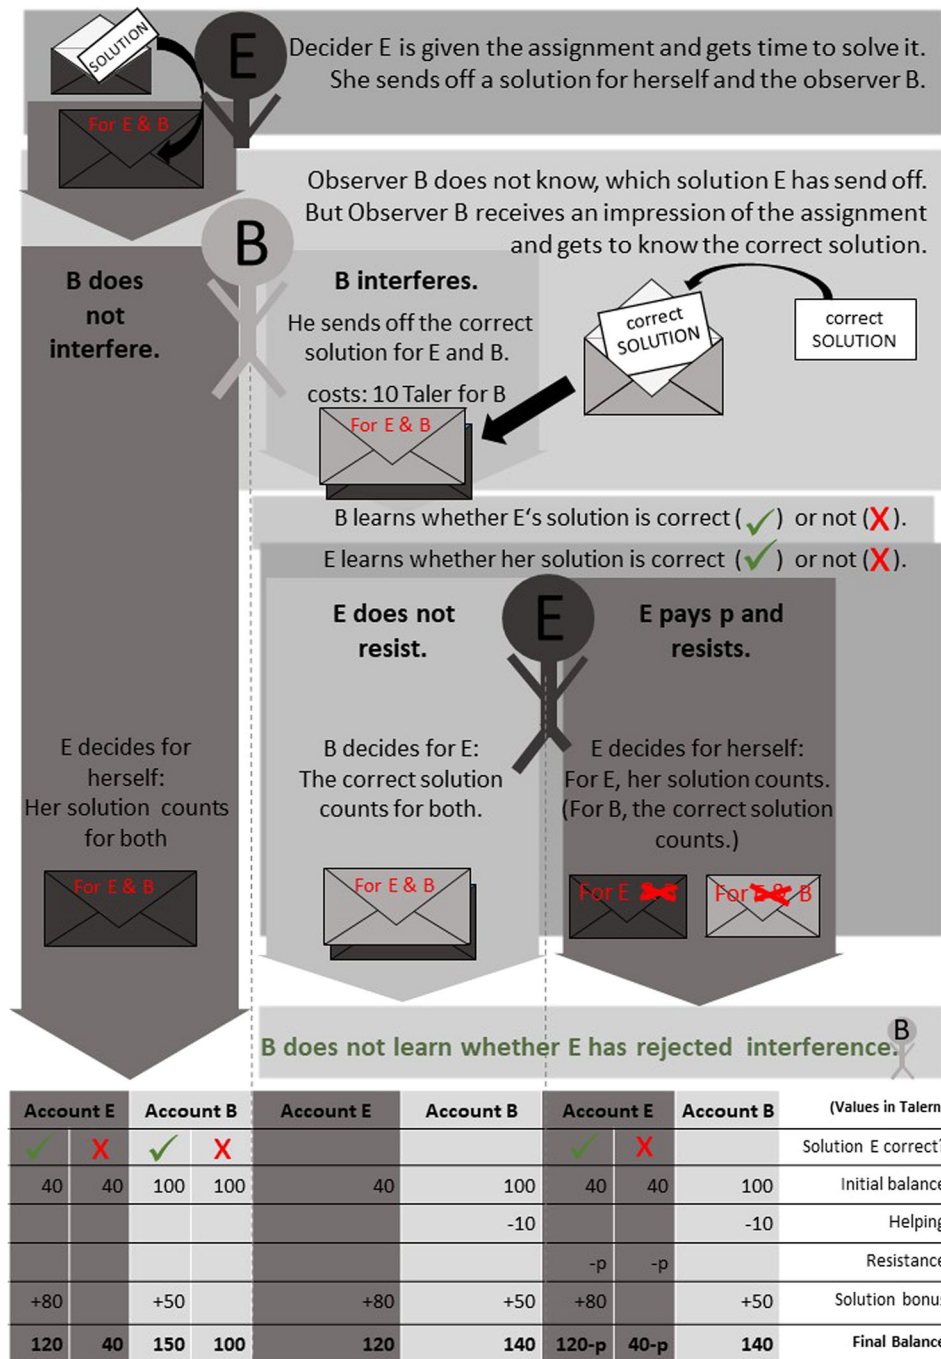 SOLUTION
E
Decider E is given the assignment and gets time to solve it.
She sends off a solution for herself and the observer B.
For E & B
Observer B does not know, which solution E has send off.
But Observer B receives an impression of the assignment
and gets to know the correct solution.
B
B does
not
interfere.
B interferes.
He sends off the correct
solution for E and B.
costs: 10 Taler for B
correct
SOLUTION
correct
SOLUTION
For E & B
B learns whether E's solution is correct (✓) or not (X).
E learns whether her solution is correct (✓) or not (X).
E does not
resist.
E
E pays p and
resists.
E decides for
herself:
Her solution counts
for both
B decides for E:
The correct solution
counts for both.
E decides for herself:
For E, her solution counts.
(For B, the correct solution
counts.)
For E & B
For E & B
For E & B
For E & B
B does not learn whether E has rejected interference.
B
Account E Account B Account E Account B Account E Account B (Values in Talern
✓ X ✓ X ✓ X Solution E correct?
40 40 100 100 40 100 40 40 100 Initial balance
-10 -10 Helping
-p -p Resistance
+80 +50 +80 +50 +80 +50 Solution bonus
120 40 150 100 120 140 120-p 40-p 140 Final Balance